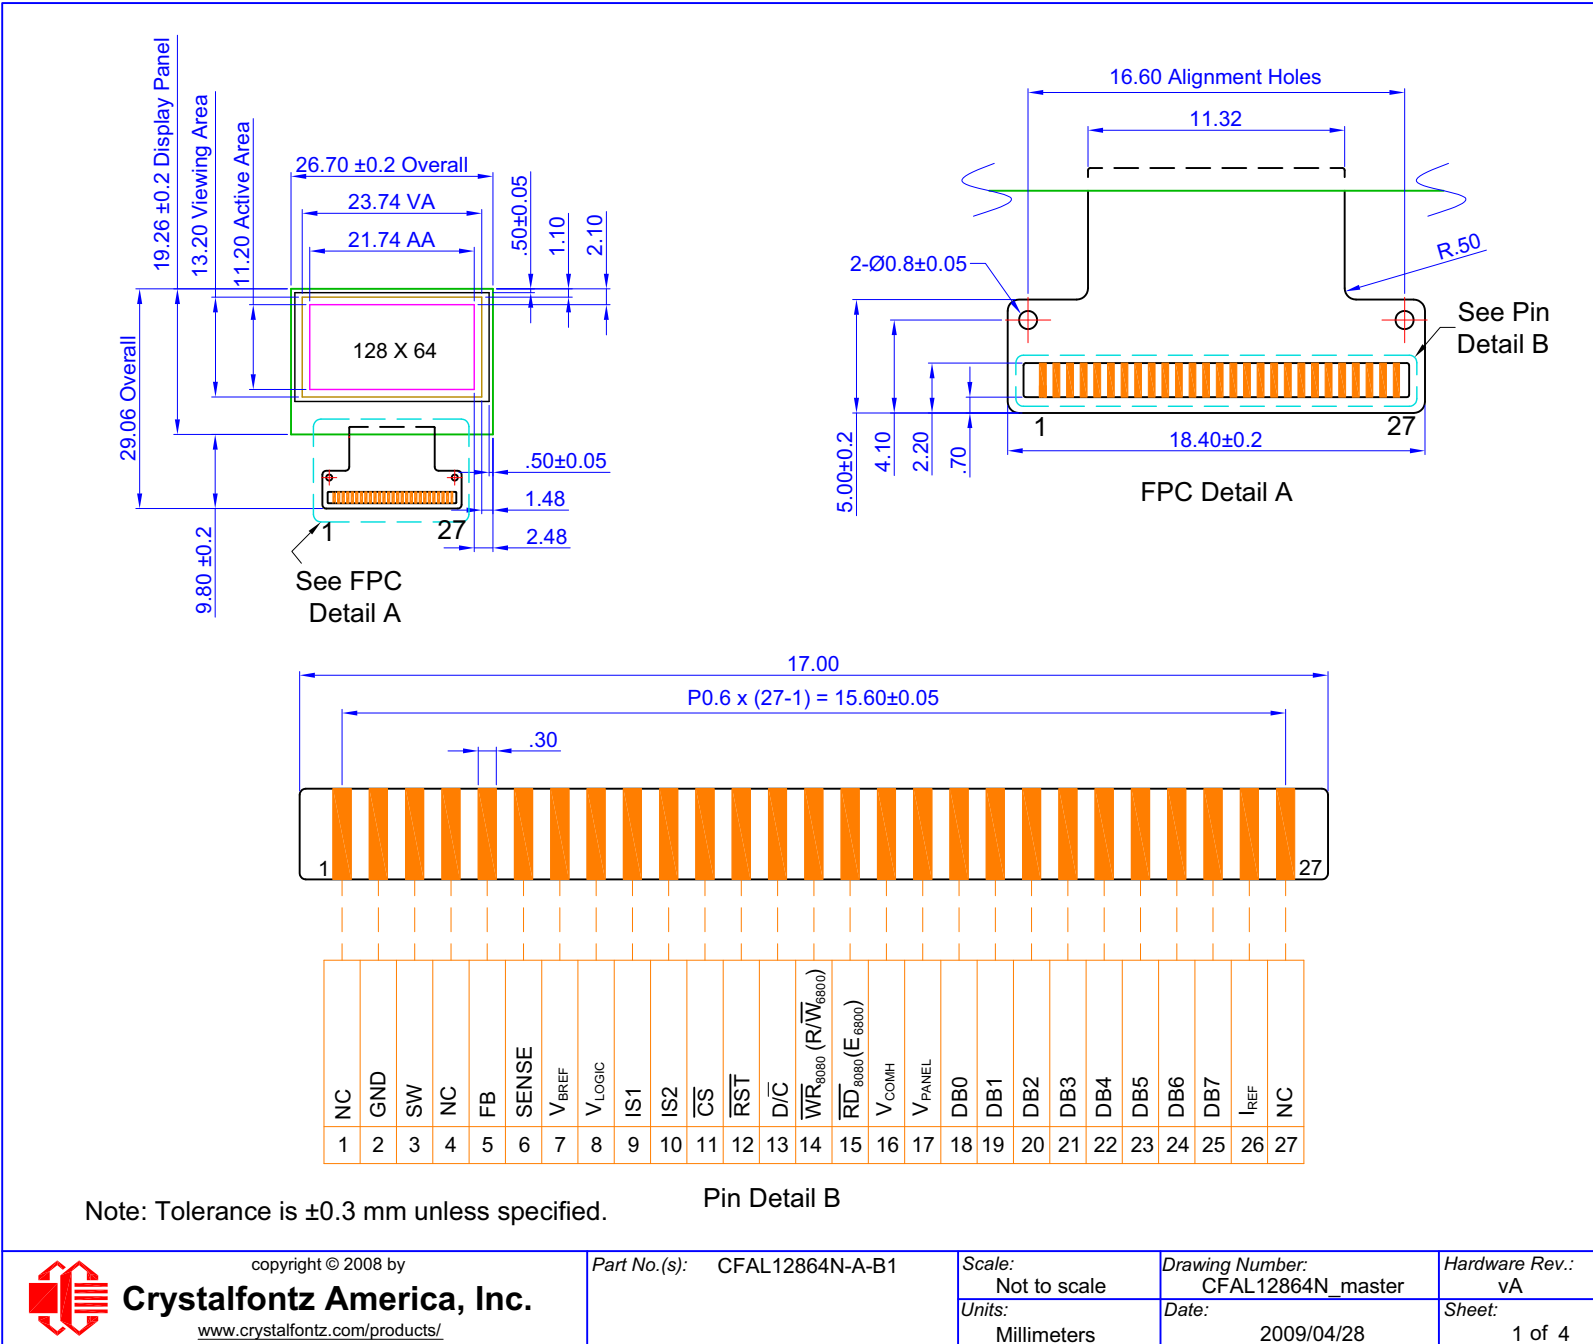 19.26 ±0.2 Display Panel
13.20 Viewing Area
11.20 Active Area
26.70 ±0.2 Overall
23.74 VA
21.74 AA
.50±0.05
1.10
2.10
128 X 64
29.06 Overall
9.80 ±0.2
.50±0.05
1.48
2.48
1
27
See FPC
Detail A
16.60 Alignment Holes
11.32
2-Ø0.8±0.05
R.50
See Pin
Detail B
5.00±0.2
4.10
2.20
.70
1
27
18.40±0.2
FPC Detail A
17.00
P0.6 x (27-1) = 15.60±0.05
.30
1
27
NC
GND
SW
NC
FB
SENSE
VBREF
VLOGIC
IS1
IS2
C̅S̅
R̅S̅T̅
D/C̅
W̅R̅8080 (R/W̅6800)
R̅D̅8080(E6800)
VCOMH
VPANEL
DB0
DB1
DB2
DB3
DB4
DB5
DB6
DB7
IREF
NC
1 2 3 4 5 6 7 8 9 10 11 12 13 14 15 16 17 18 19 20 21 22 23 24 25 26 27
Pin Detail B
Note: Tolerance is ±0.3 mm unless specified.
copyright © 2008 by
Crystalfontz America, Inc.
www.crystalfontz.com/products/
Part No.(s): CFAL12864N-A-B1
Scale:
Not to scale
Units:
Millimeters
Drawing Number:
CFAL12864N_master
Date:
2009/04/28
Hardware Rev.:
vA
Sheet:
1 of 4